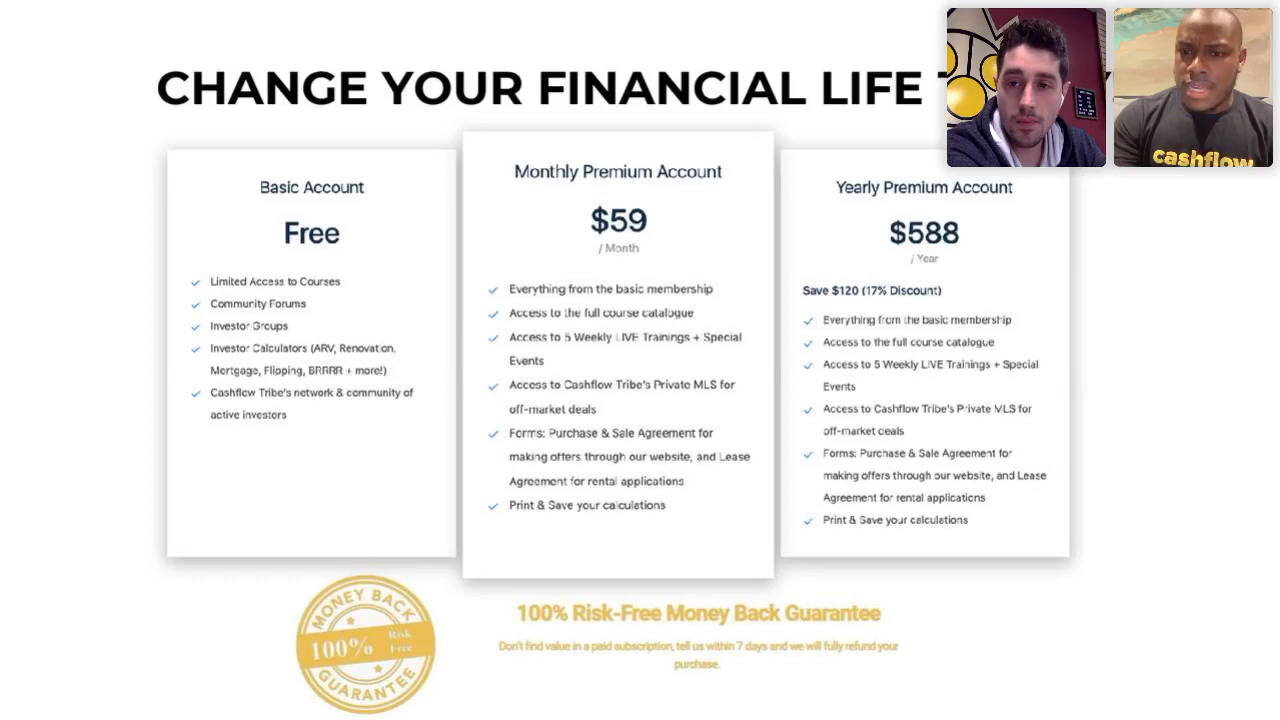 CHANGE YOUR FINANCIAL LIFE
Basic Account
Free
Limited Access to Courses
Community Forums
Investor Groups
Investor Calculators (ARV, Renovation,
Mortgage, Flipping, BRRRR + more!)
Cashflow Tribe's network & community of
active investors
Monthly Premium Account
$59
/ Month
Everything from the basic membership
Access to the full course catalogue
Access to 5 Weekly LIVE Trainings + Special
Events
Access to Cashflow Tribe's Private MLS for
off-market deals
Forms: Purchase & Sale Agreement for
making offers through our website, and Lease
Agreement for rental applications
Print & Save your calculations
Yearly Premium Account
$588
/ Year
Save $120 (17% Discount)
Everything from the basic membership
Access to the full course catalogue
Access to 5 Weekly LIVE Trainings + Special
Events
Access to Cashflow Tribe's Private MLS for
off-market deals
Forms: Purchase & Sale Agreement for
making offers through our website, and Lease
Agreement for rental applications
Print & Save your calculations
cashflow
MONEY BACK
100% Risk Free
GUARANTEE
100% Risk-Free Money Back Guarantee
Don't find value in a paid subscription, tell us within 7 days and we will fully refund your
purchase.